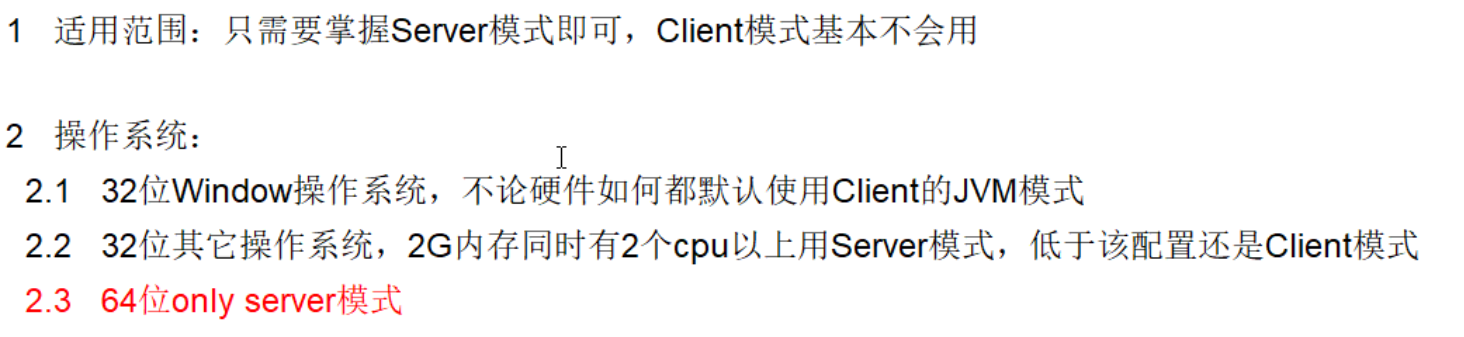 1 适用范围：只需要掌握Server模式即可，Client模式基本不会用
2 操作系统：
2.1 32位Window操作系统，不论硬件如何都默认使用Client的JVM模式
2.2 32位其它操作系统，2G内存同时有2个cpu以上用Server模式，低于该配置还是Client模式
2.3 64位only server模式